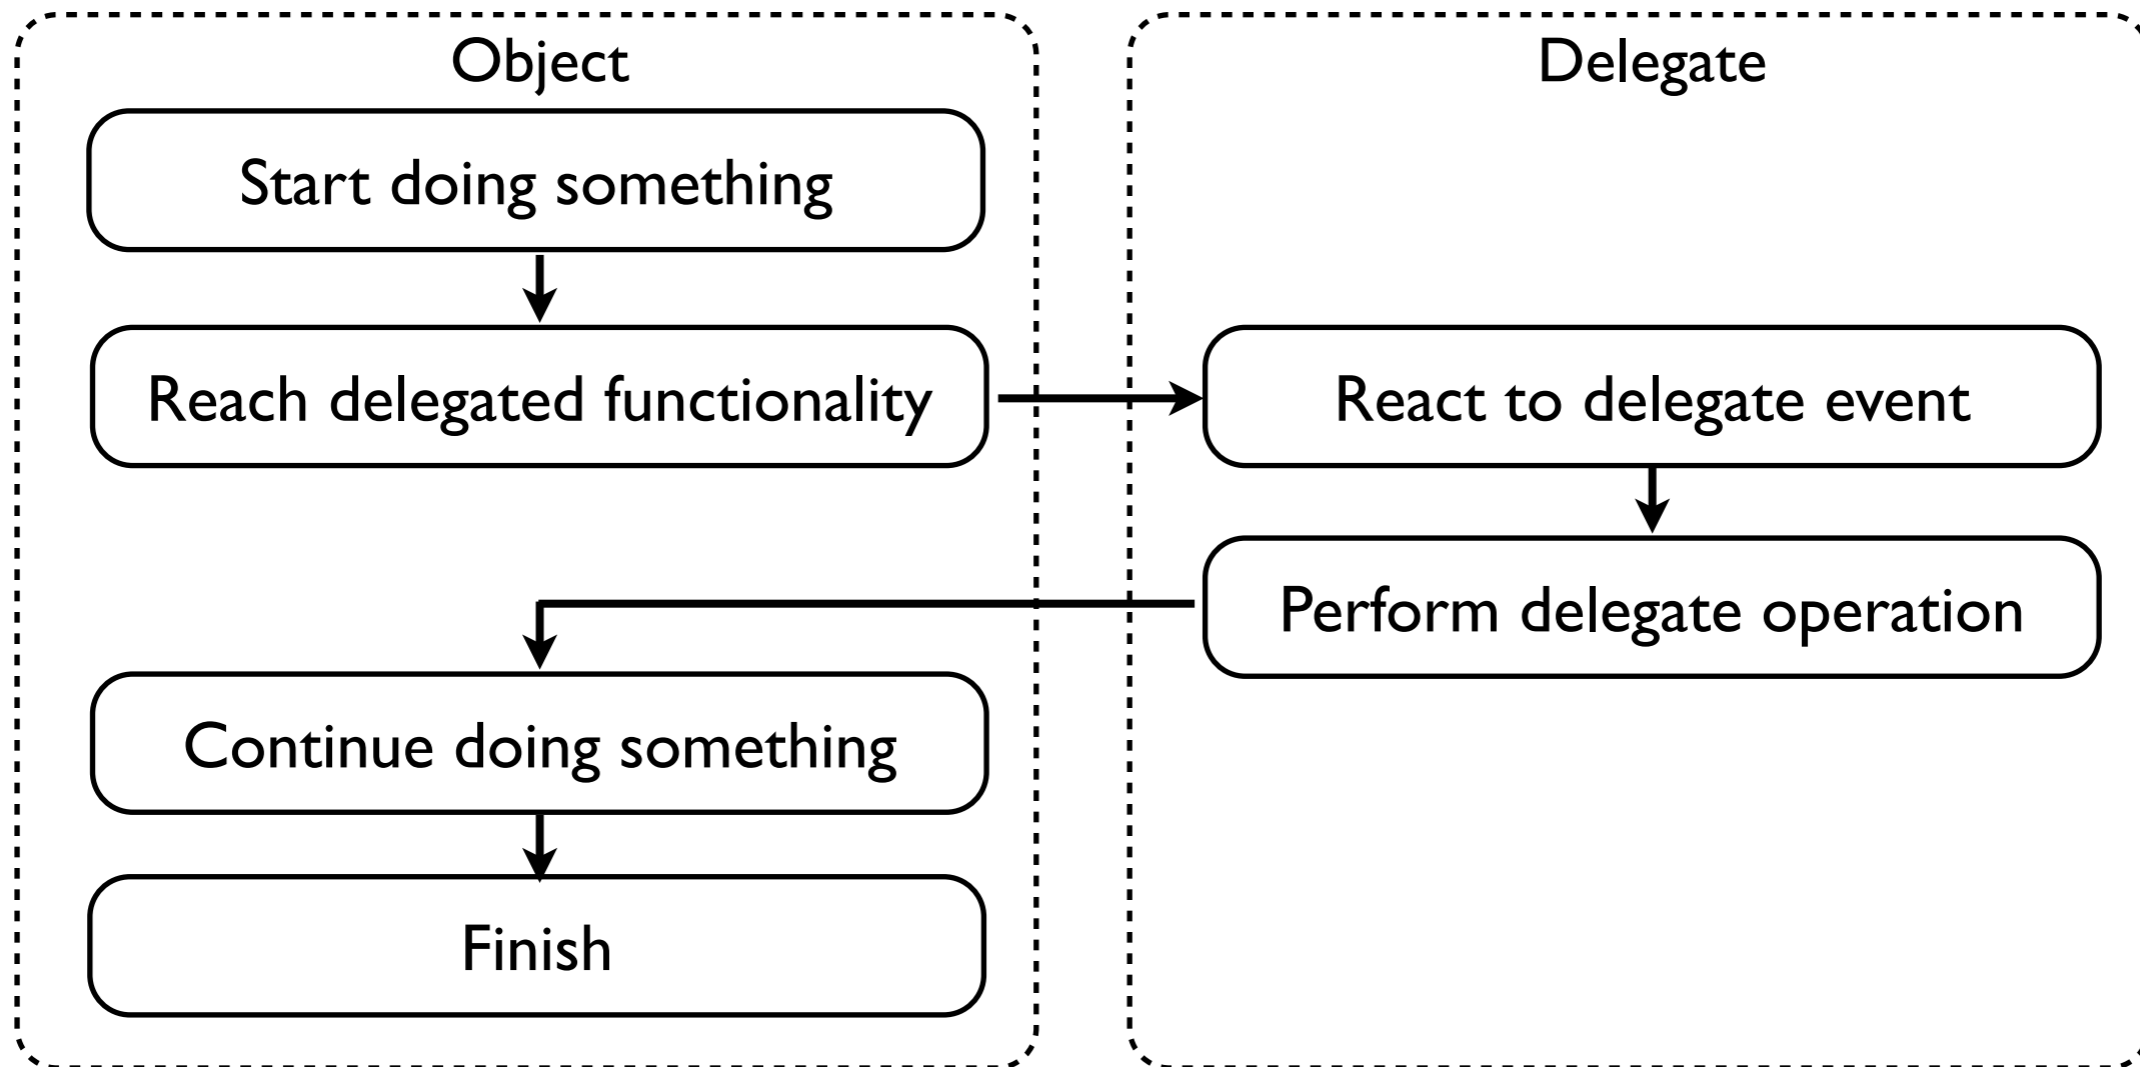 Object
Start doing something
Reach delegated functionality
Continue doing something
Finish
Delegate
React to delegate event
Perform delegate operation